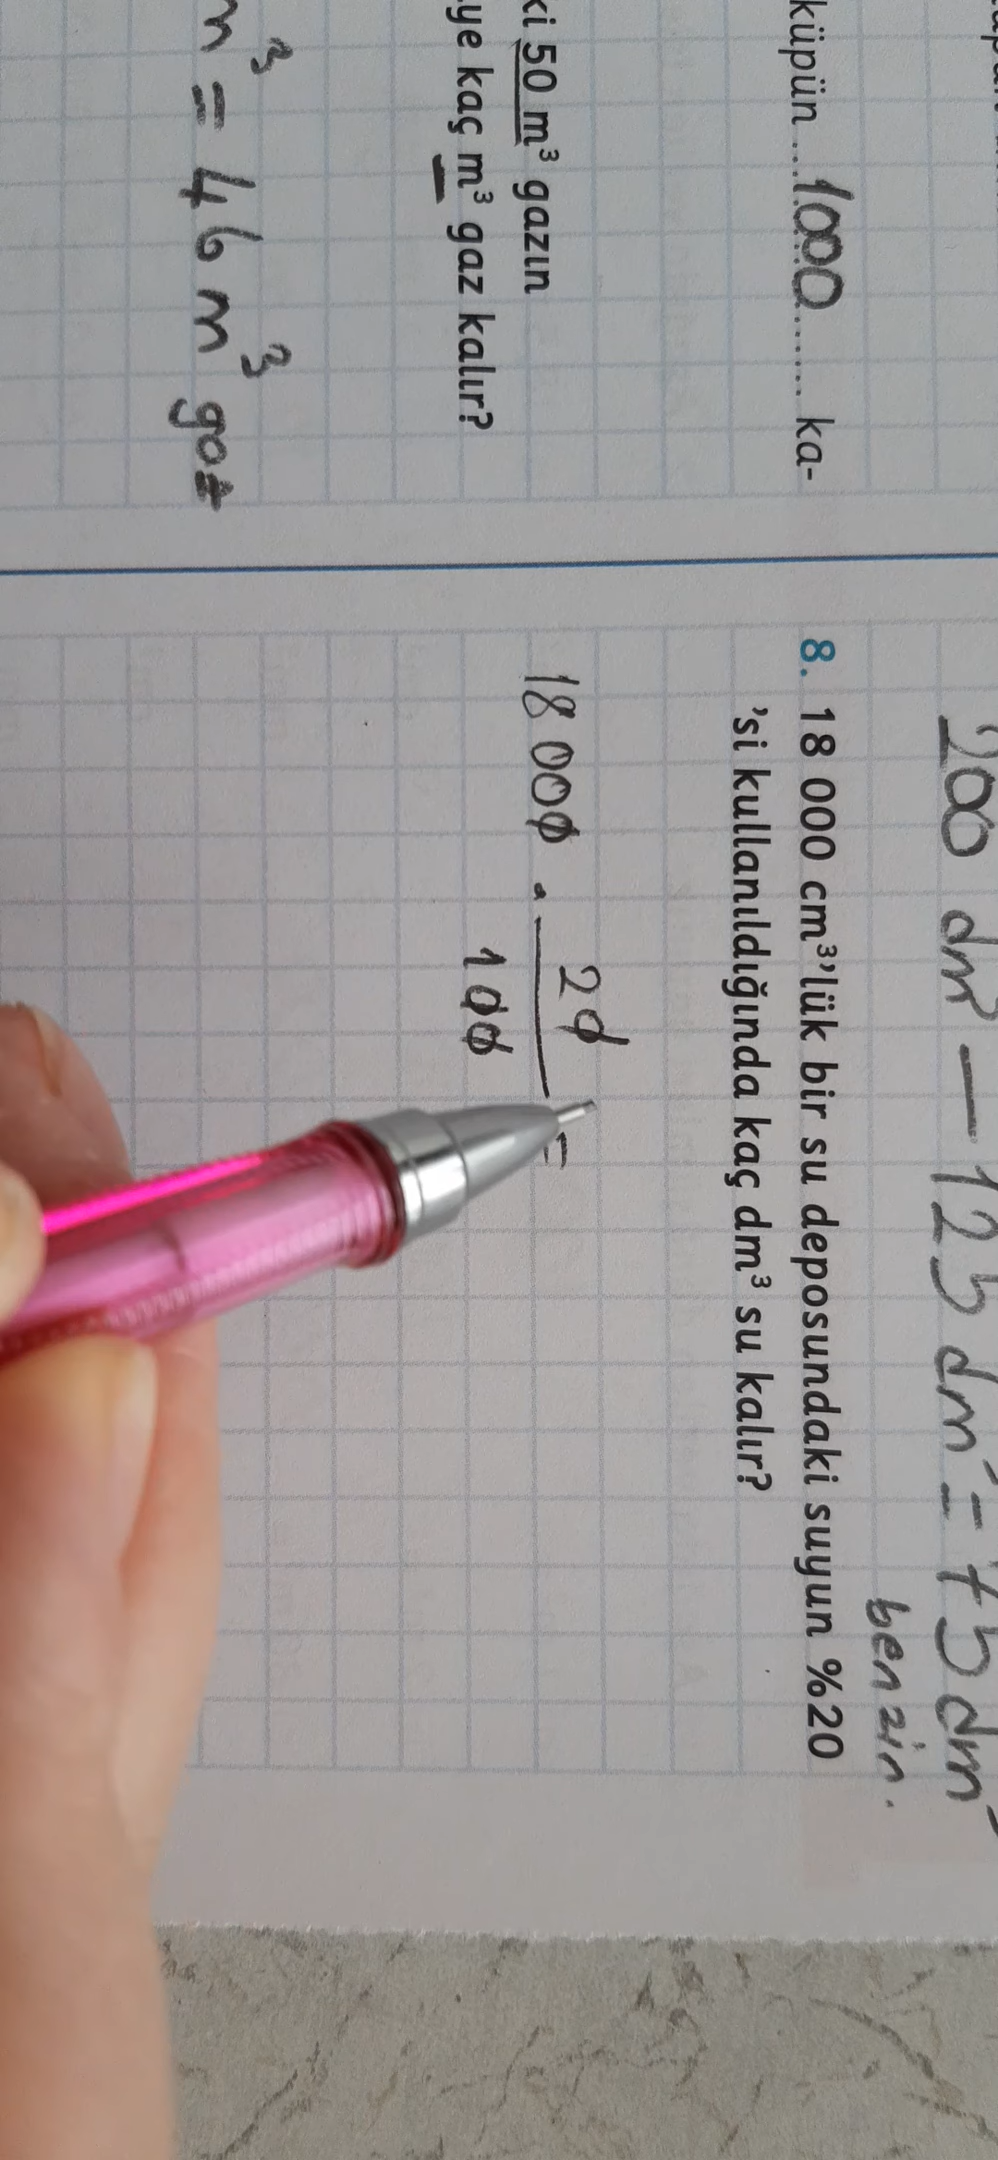 küpün ....1000....... ka-
50 m³ gazın
kaç m³ gaz kalır?
m³ = 46 m³ gaz
200 dm³ – 125 dm³ = 75 dm³
benzin.
8. 18 000 cm³'lük bir su deposundaki suyun %20
'si kullanıldığında kaç dm³ su kalır?
18 000 . 20 =
100